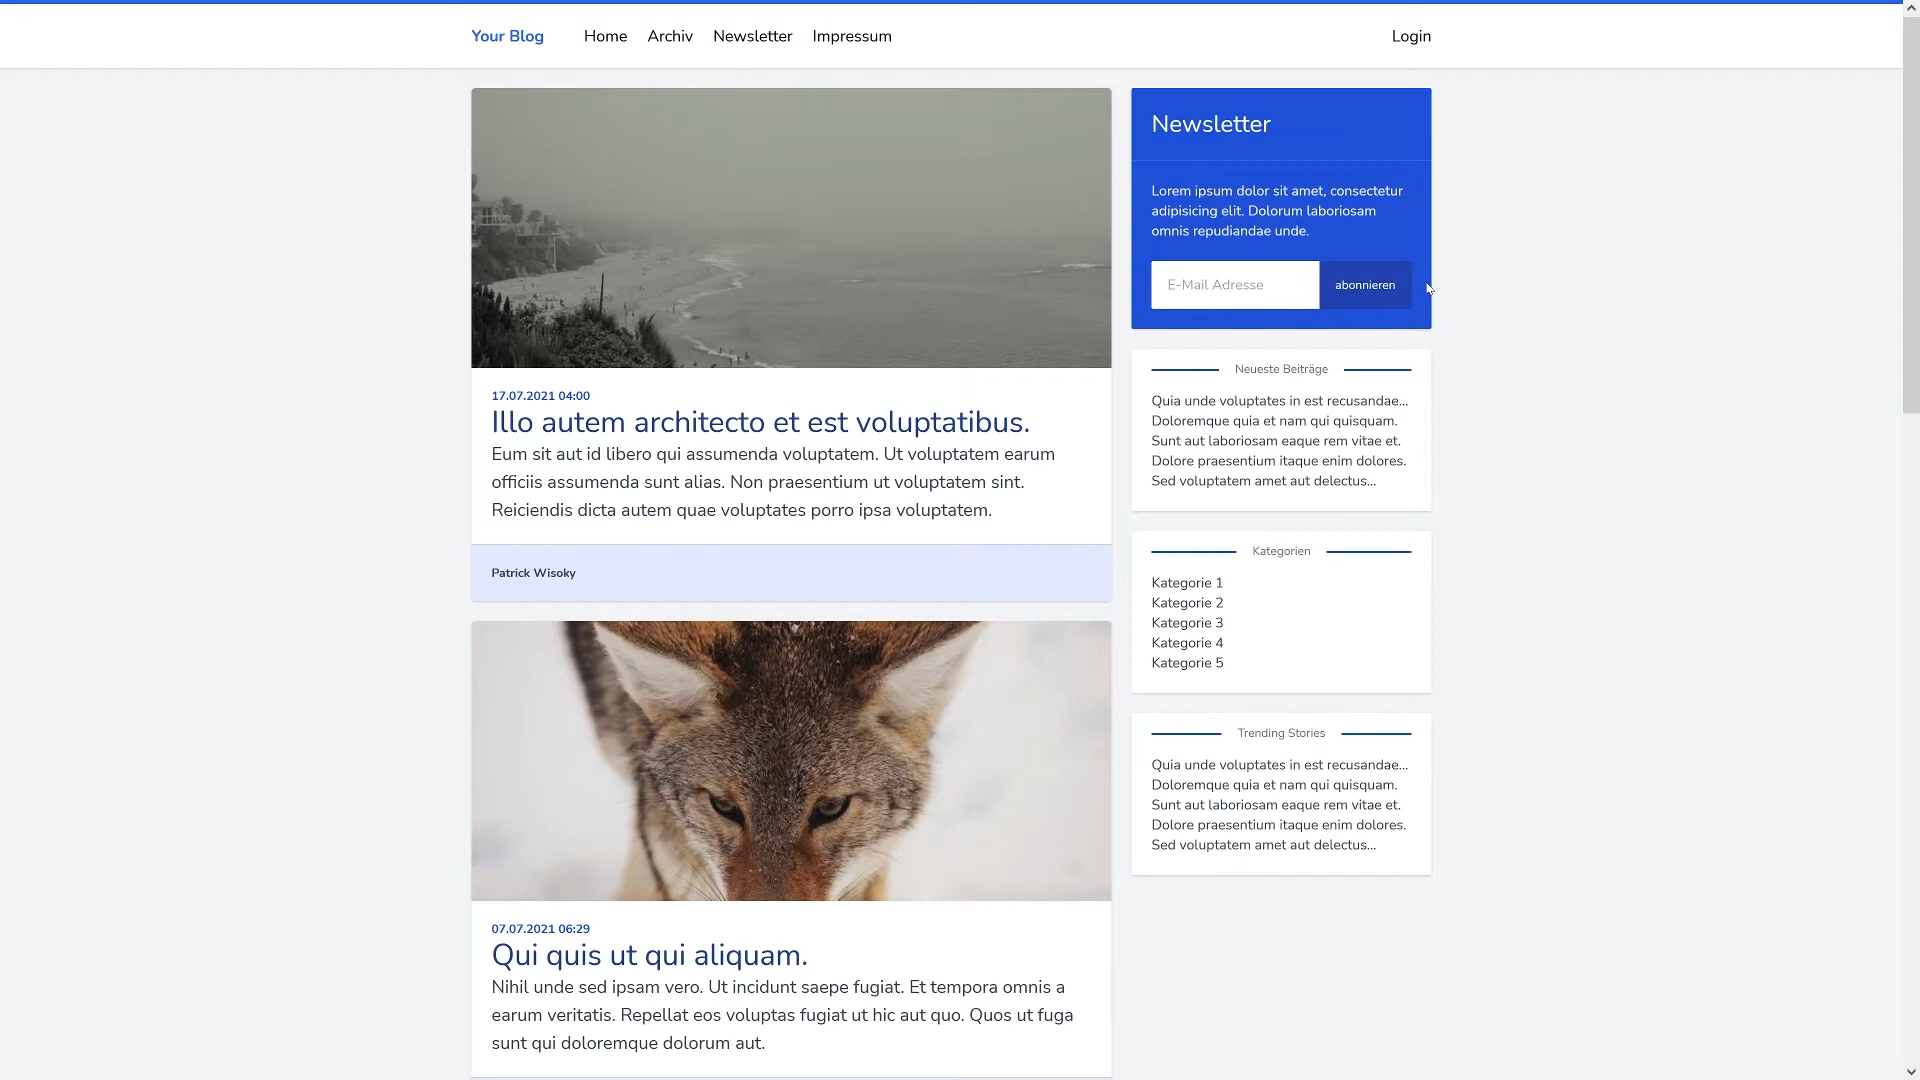 Your Blog Home Archiv Newsletter Impressum Login
17.07.2021 04:00
Illo autem architecto et est voluptatibus.
Eum sit aut id libero qui assumenda voluptatem. Ut voluptatem earum
officiis assumenda sunt alias. Non praesentium ut voluptatem sint.
Reiciendis dicta autem quae voluptates porro ipsa voluptatem.
Patrick Wisoky
07.07.2021 06:29
Qui quis ut qui aliquam.
Nihil unde sed ipsam vero. Ut incidunt saepe fugiat. Et tempora omnis a
earum veritatis. Repellat eos voluptas fugiat ut hic aut quo. Quos ut fuga
sunt qui doloremque dolorum aut.
Newsletter
Lorem ipsum dolor sit amet, consectetur
adipisicing elit. Dolorum laboriosam
omnis repudiandae unde.
E-Mail Adresse abonnieren
Neueste Beiträge
Quia unde voluptates in est recusandae...
Doloremque quia et nam qui quisquam.
Sunt aut laboriosam eaque rem vitae et.
Dolore praesentium itaque enim dolores.
Sed voluptatem amet aut delectus...
Kategorien
Kategorie 1
Kategorie 2
Kategorie 3
Kategorie 4
Kategorie 5
Trending Stories
Quia unde voluptates in est recusandae...
Doloremque quia et nam qui quisquam.
Sunt aut laboriosam eaque rem vitae et.
Dolore praesentium itaque enim dolores.
Sed voluptatem amet aut delectus...